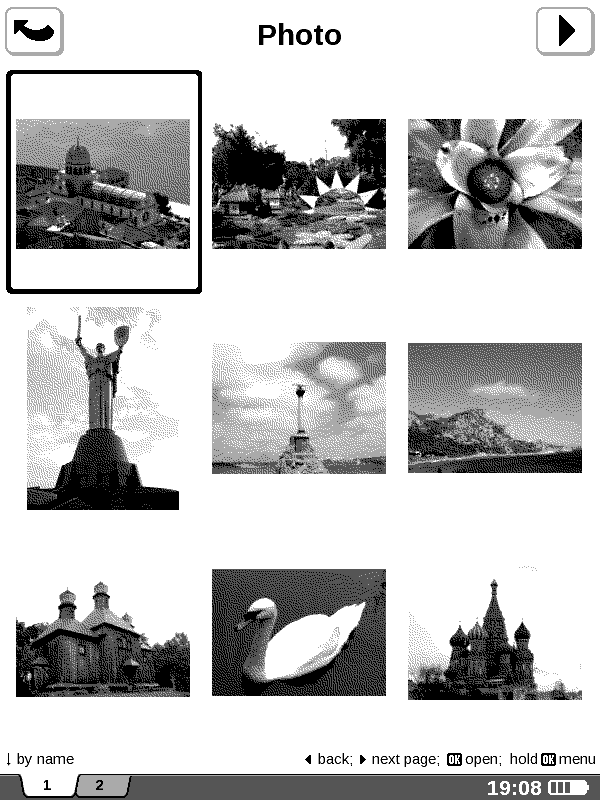 Photo
↓ by name
back; next page; OK open; hold OK menu
1 2
19:08